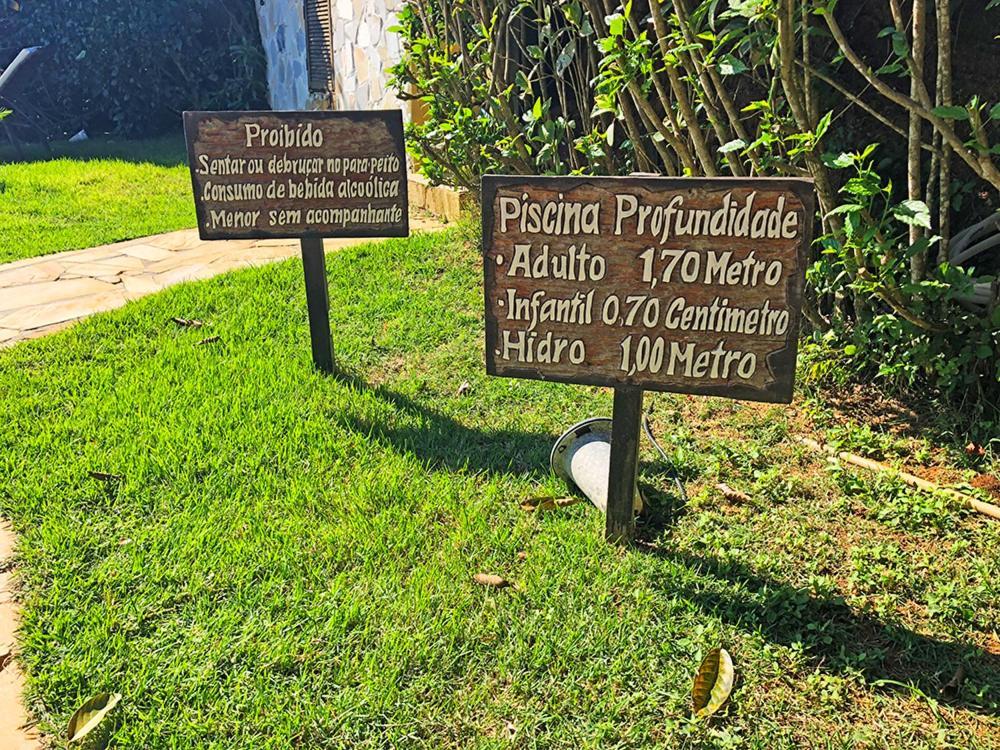 Proibido
.Sentar ou debruçar no para-peito
.Consumo de bebida alcoólica
.Menor sem acompanhante
Piscina Profundidade
.Adulto 1,70 Metro
.Infantil 0,70 Centimetro
.Hidro 1,00 Metro